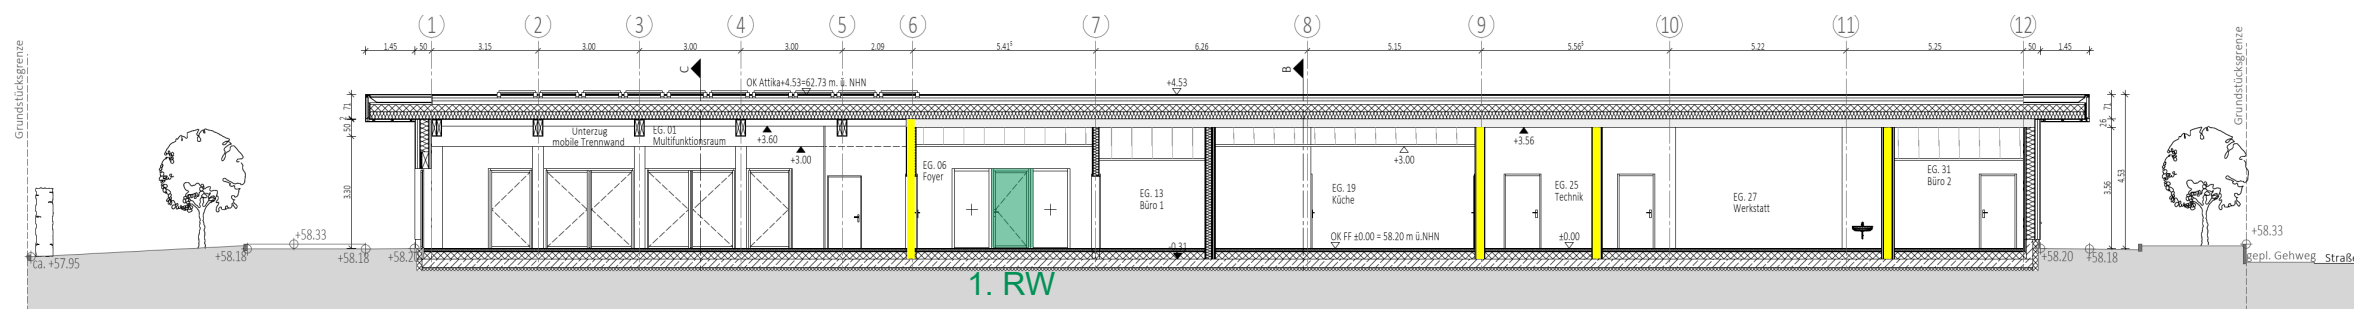 1 2 3 4 5 6 7 8 9 10 11 12
1.45 50 3.15 3.00 3.00 3.00 2.09 5.41⁵ 6.26 5.15 5.56⁵ 5.22 5.25 50 1.45
Grundstücksgrenze
Grundstücksgrenze
C
B
OK Attika+4.53=62.73 m. ü. NHN
+4.53
71
2
50
3.30
71
26
3.56
4.53
Unterzug
mobile Trennwand
EG. 01
Multifunktionsraum
+3.60
+3.00
EG. 06
Foyer
EG. 13
Büro 1
EG. 19
Küche
+3.00
+3.56
EG. 25
Technik
EG. 27
Werkstatt
EG. 31
Büro 2
OK FF ±0.00 = 58.20 m ü.NHN
±0.00
-0.31
ca. +57.95
+58.18
+58.33
+58.18
+58.20
+58.20
+58.18
+58.33
gepl. Gehweg
Straße
1. RW